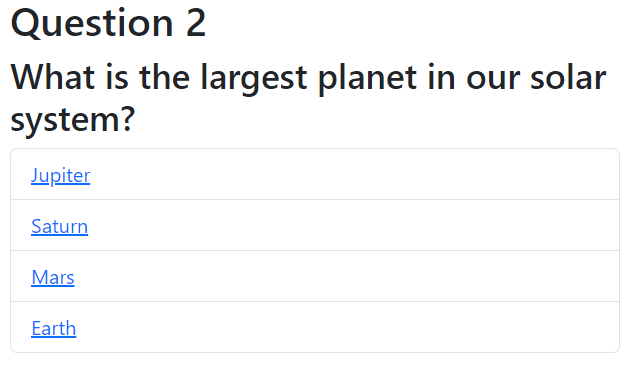 Question 2
What is the largest planet in our solar
system?
Jupiter
Saturn
Mars
Earth